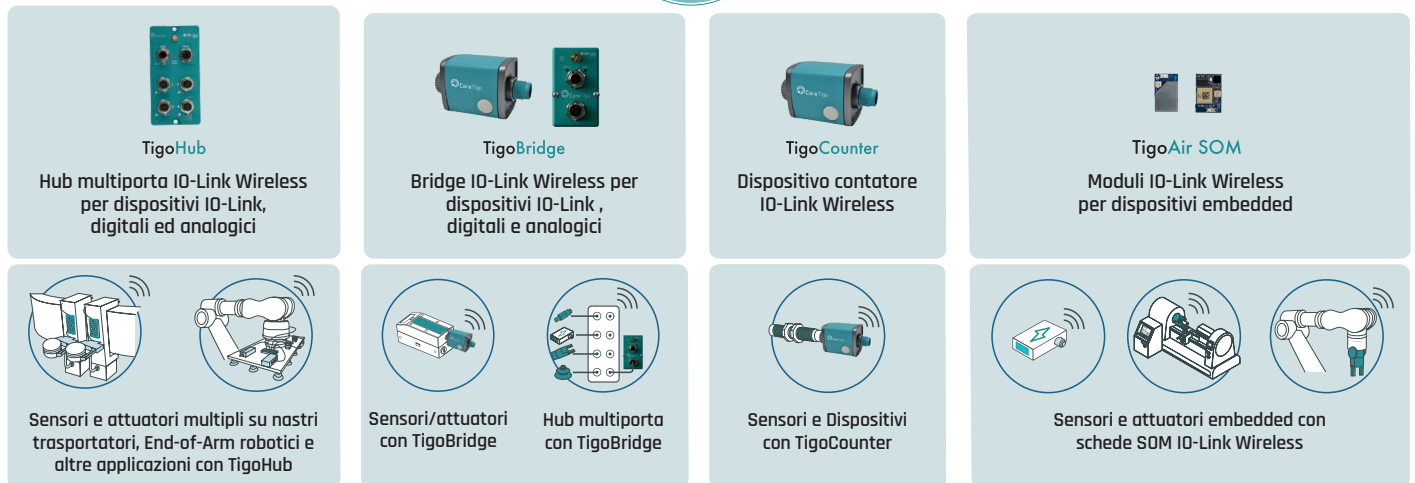 TigoHub
Hub multiporta IO-Link Wireless
per dispositivi IO-Link,
digitali ed analogici
CoreTigo
CoreTigo
TigoBridge
Bridge IO-Link Wireless per
dispositivi IO-Link ,
digitali e analogici
CoreTigo
TigoCounter
Dispositivo contatore
IO-Link Wireless
TigoAir SOM
Moduli IO-Link Wireless
per dispositivi embedded
Sensori e attuatori multipli su nastri
trasportatori, End-of-Arm robotici e
altre applicazioni con TigoHub
Sensori/attuatori
con TigoBridge
Hub multiporta
con TigoBridge
Sensori e Dispositivi
con TigoCounter
Sensori e attuatori embedded con
schede SOM IO-Link Wireless